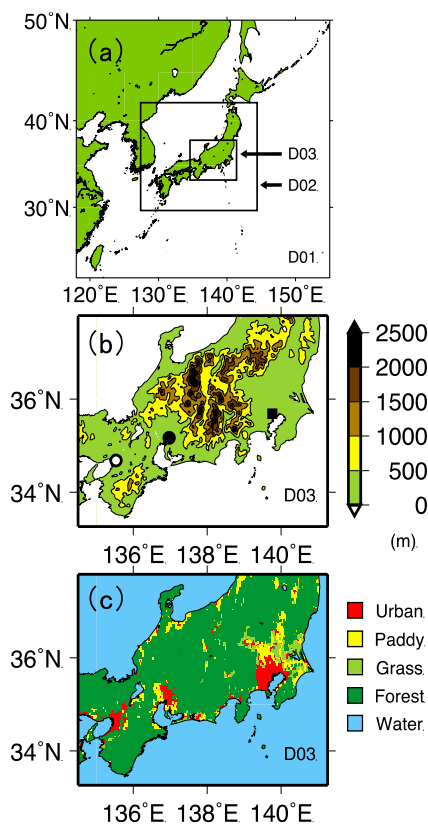 50°N.
(a)
40°N.
D03.
D02.
30°N.
D01.
120°E. 130°E. 140°E. 150°E.
(b)
2500
2000
36°N.
1500
1000
500
34°N.
0
D03.
(m).
136°E. 138°E. 140°E.
(c)
Urban.
Paddy.
36°N.
Grass.
Forest.
Water.
34°N.
D03.
136°E. 138°E. 140°E.